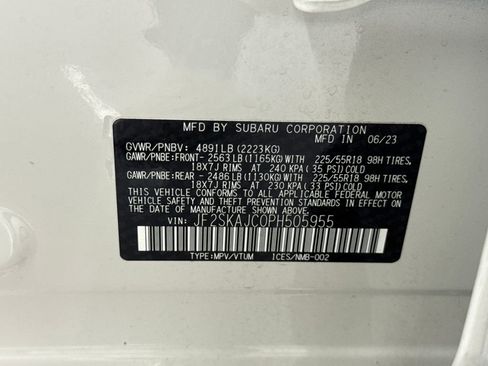 MFD BY SUBARU CORPORATION
MFD IN 06/23
GVWR/PNBV: 4891LB (2223KG)
GAWR/PNBE:FRONT- 2563LB (1165KG) WITH 225/55R18 98H TIRES,
18X7J RIMS AT 240 KPA (35 PSI) COLD
GAWR/PNBE:REAR - 2486LB (1130KG) WITH 225/55R18 98H TIRES,
18X7J RIMS AT 230 KPA (33 PSI) COLD
THIS VEHICLE CONFORMS TO ALL APPLICABLE FEDERAL MOTOR
VEHICLE SAFETY AND THEFT PREVENTION STANDARDS IN EFFECT
ON THE DATE OF MANUFACTURE SHOWN ABOVE.
VIN: JF2SKAJC0PH505955
TYPE:MPV/VTUM ICES/NMB-002